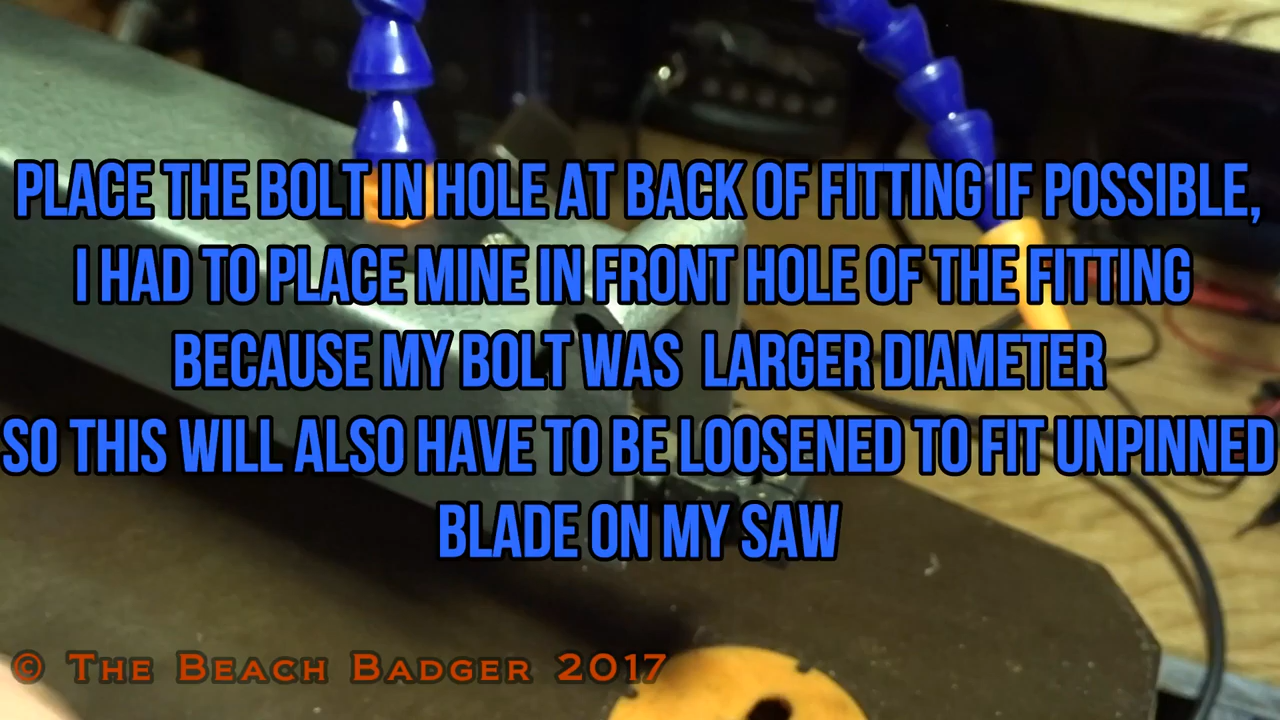 PLACE THE BOLT IN HOLE AT BACK OF FITTING IF POSSIBLE,
I HAD TO PLACE MINE IN FRONT HOLE OF THE FITTING
BECAUSE MY BOLT WAS LARGER DIAMETER
SO THIS WILL ALSO HAVE TO BE LOOSENED TO FIT UNPINNED
BLADE ON MY SAW
© The Beach Badger 2017